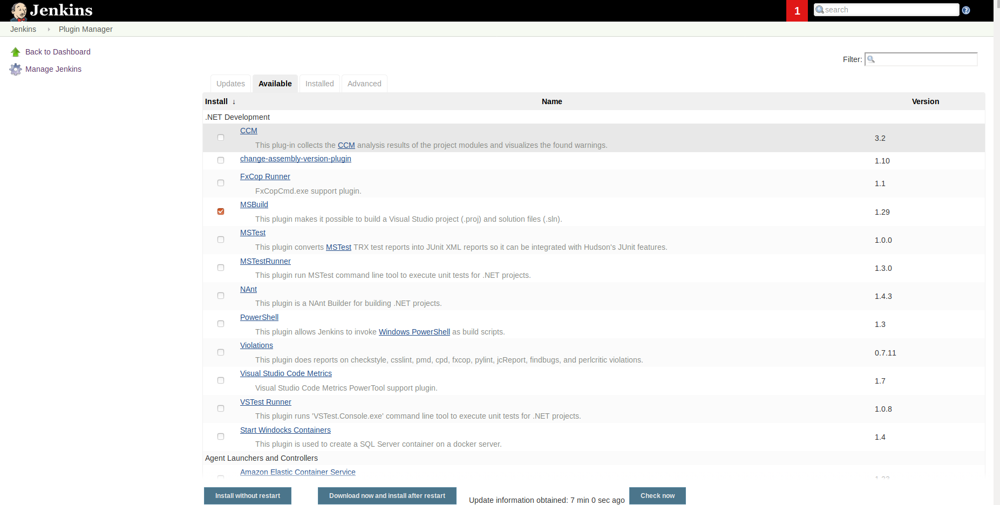 Jenkins
1
search
?
Jenkins Plugin Manager
Back to Dashboard
Manage Jenkins
Filter:
Updates Available Installed Advanced
Install ↓ Name Version
.NET Development
CCM
This plug-in collects the CCM analysis results of the project modules and visualizes the found warnings.
3.2
change-assembly-version-plugin
1.10
FxCop Runner
FxCopCmd.exe support plugin.
1.1
MSBuild
This plugin makes it possible to build a Visual Studio project (.proj) and solution files (.sln).
1.29
MSTest
This plugin converts MSTest TRX test reports into JUnit XML reports so it can be integrated with Hudson's JUnit features.
1.0.0
MSTestRunner
This plugin run MSTest command line tool to execute unit tests for .NET projects.
1.3.0
NAnt
This plugin is a NAnt Builder for building .NET projects.
1.4.3
PowerShell
This plugin allows Jenkins to invoke Windows PowerShell as build scripts.
1.3
Violations
This plugin does reports on checkstyle, csslint, pmd, cpd, fxcop, pylint, jcReport, findbugs, and perlcritic violations.
0.7.11
Visual Studio Code Metrics
Visual Studio Code Metrics PowerTool support plugin.
1.7
VSTest Runner
This plugin runs 'VSTest.Console.exe' command line tool to execute unit tests for .NET projects.
1.0.8
Start Windocks Containers
This plugin is used to create a SQL Server container on a docker server.
1.4
Agent Launchers and Controllers
Amazon Elastic Container Service
Install without restart
Download now and install after restart
Update information obtained: 7 min 0 sec ago
Check now